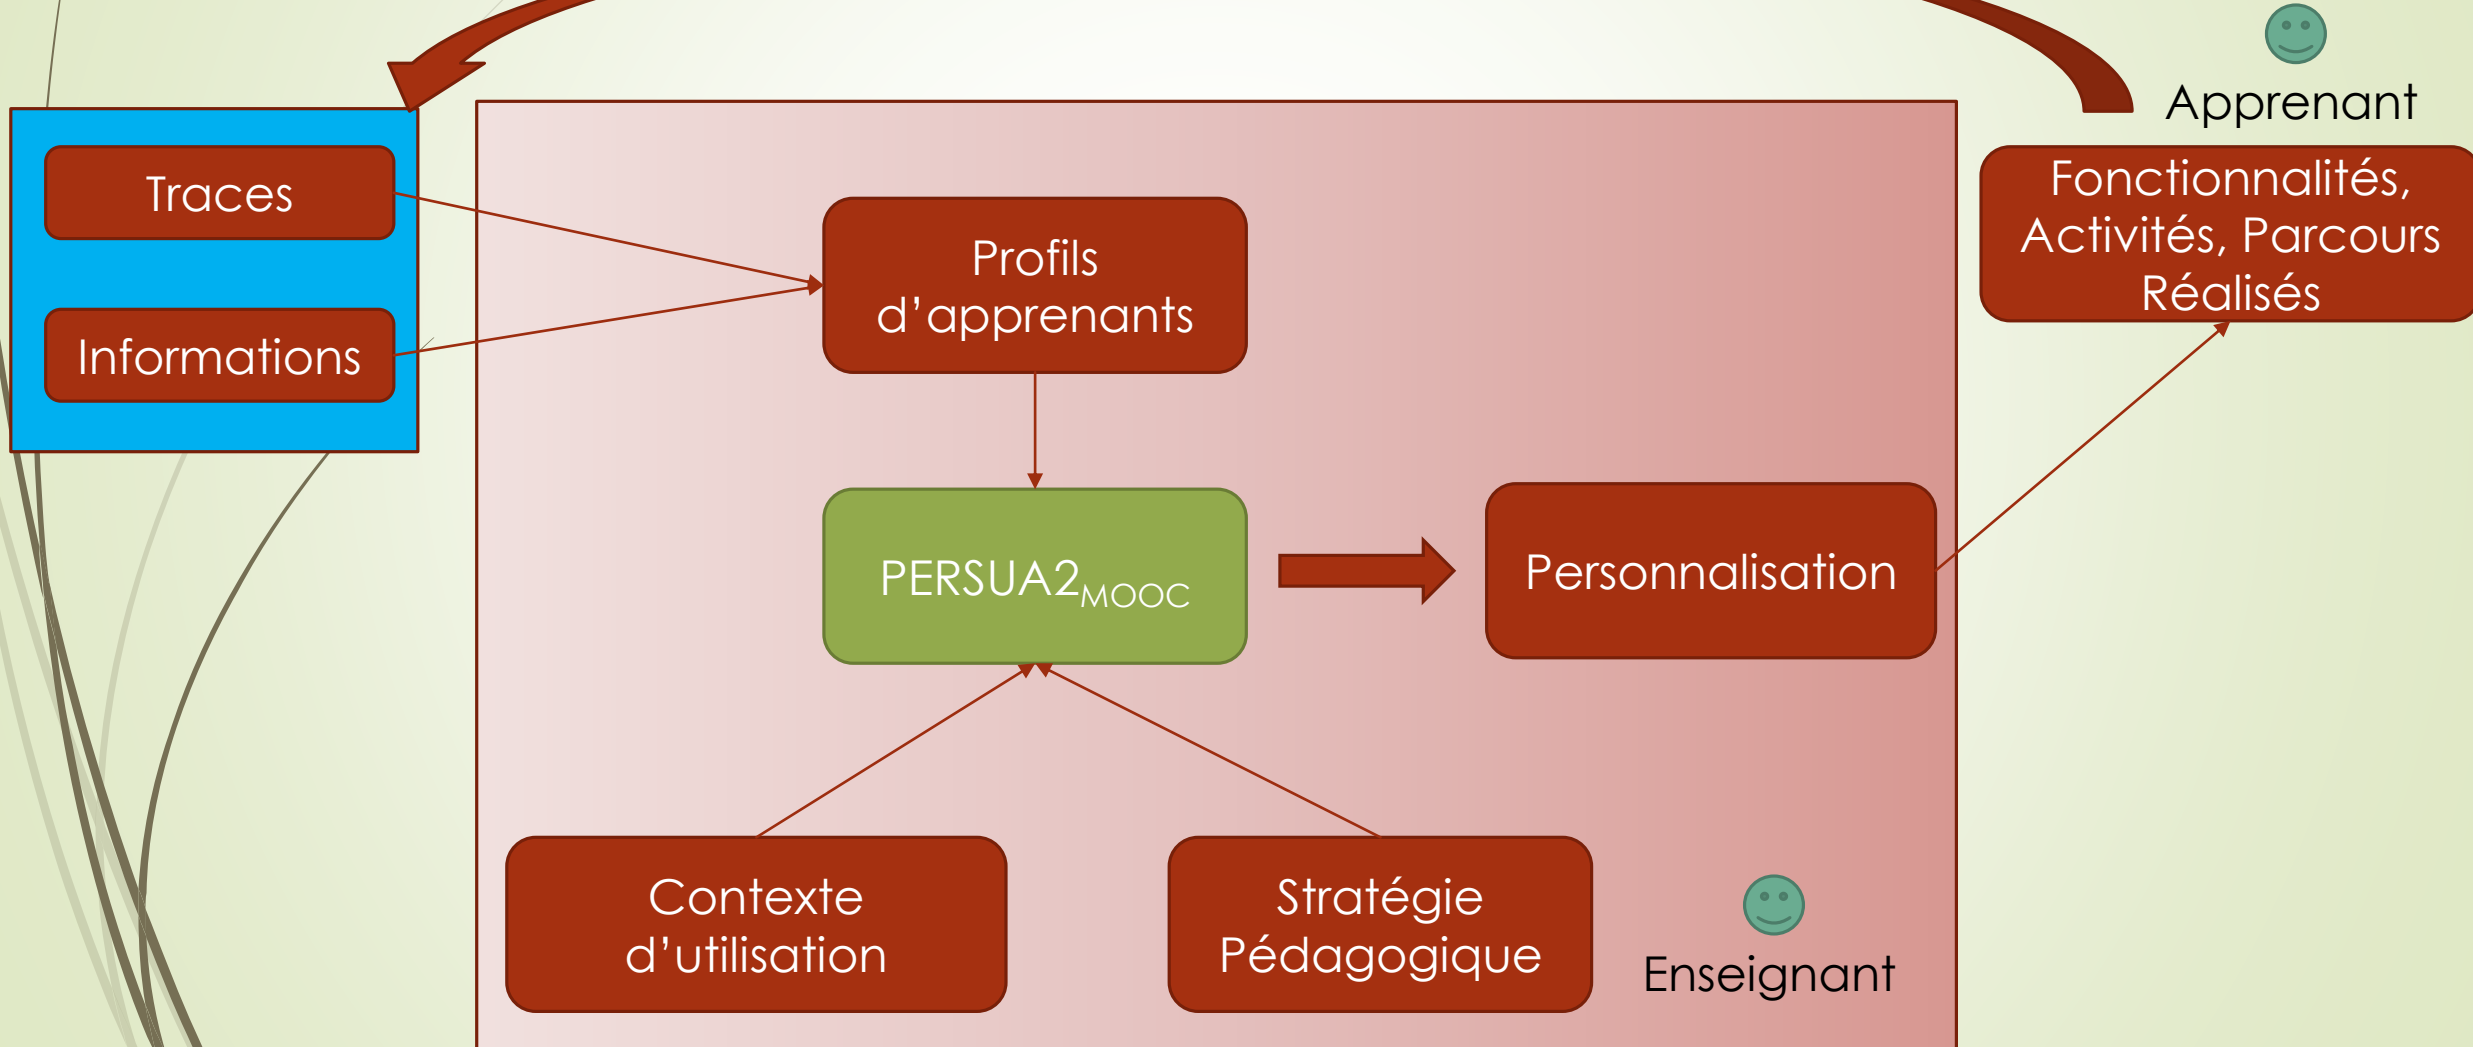 Apprenant
Traces
Informations
Profils
d’apprenants
Fonctionnalités,
Activités, Parcours
Réalisés
PERSUA2MOOC
Personnalisation
Contexte
d’utilisation
Stratégie
Pédagogique
Enseignant